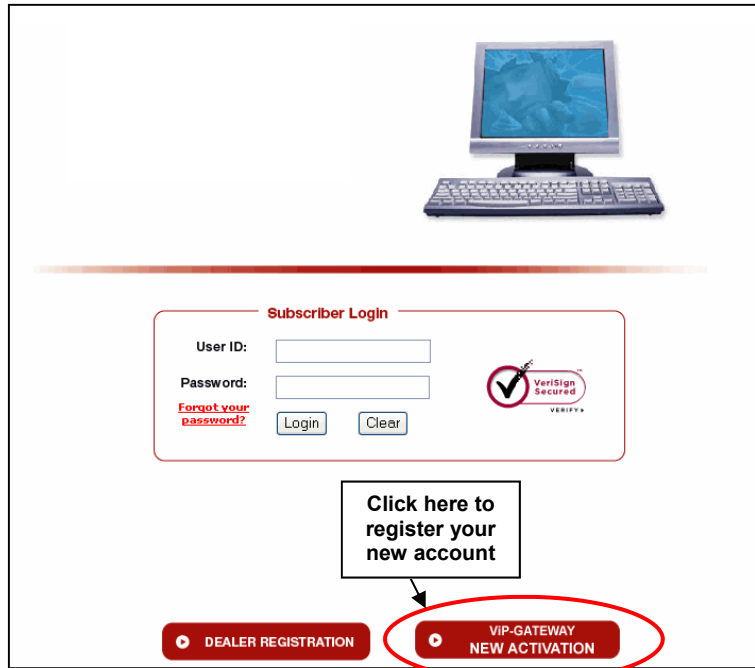 Subscriber Login
User ID:
Password:
Forgot your
password?
Login
Clear
VeriSign
Secured
VERIFY
Click here to
register your
new account
DEALER REGISTRATION
ViP-GATEWAY
NEW ACTIVATION